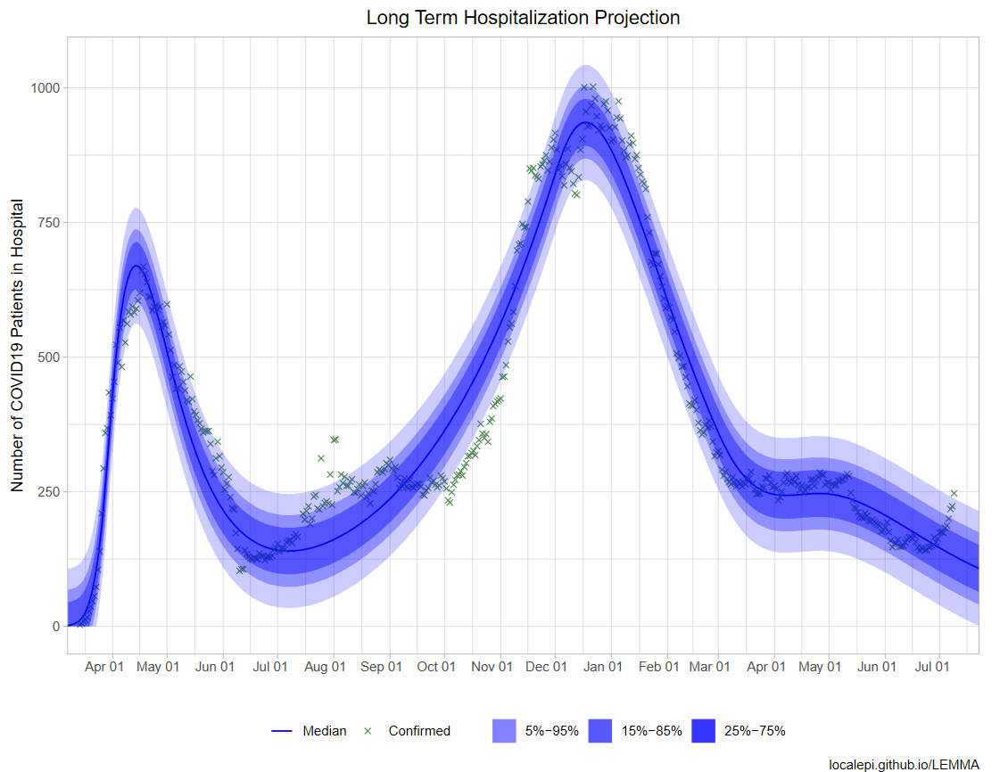 Long Term Hospitalization Projection
Number of COVID19 Patients in Hospital
1000
750
500
250
0
Apr 01 May 01 Jun 01 Jul 01 Aug 01 Sep 01 Oct 01 Nov 01 Dec 01 Jan 01 Feb 01 Mar 01 Apr 01 May 01 Jun 01 Jul 01
Median Confirmed 5%−95% 15%−85% 25%−75%
localepi.github.io/LEMMA